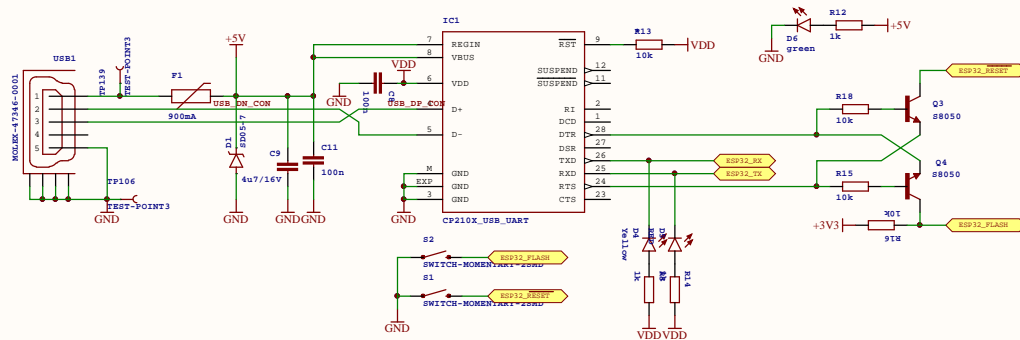 USB1
MOLEX-47346-0001
1
2
3
4
5
TP139
TEST-POINT3
F1
900mA
+5V
USB_DN_CON
D1
SD05-7
GND
GND
TP106
TEST-POINT3
C9
4u7/16V
GND
C11
100n
GND
GND
100n
VDD
USB_DP_CON
IC1
7 REGIN
8 VBUS
6 VDD
D+
5 D-
M GND
EXP GND
3 GND
GND
RST 9
SUSPEND 12
SUSPEND 11
RI 2
DCD 1
DTR 28
DSR 27
TXD 26
RXD 25
RTS 24
CTS 23
CP210X_USB_UART
R13
10k
VDD
D6
green
GND
R12
1k
+5V
ESP32_RESET
R18
10k
Q3
S8050
Q4
S8050
R15
10k
ESP32_RX
ESP32_TX
+3V3
10k
R16
ESP32_FLASH
D4
Yellow
1k
R14
VDD
VDD
S2
SWITCH-MOMENTARY-2SMD
ESP32_FLASH
S1
SWITCH-MOMENTARY-2SMD
ESP32_RESET
GND